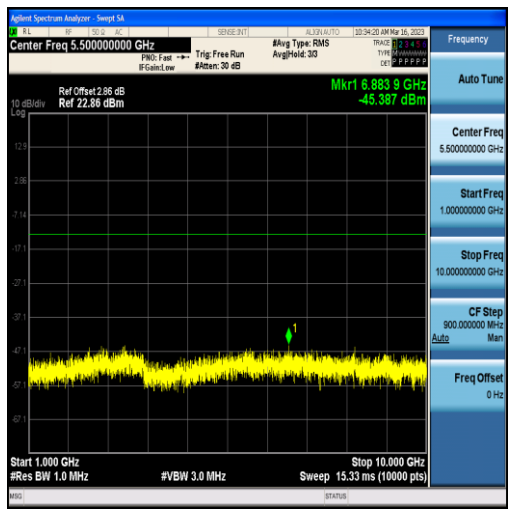 Agilent Spectrum Analyzer - Swept SA
RL RF 50 Ω AC SENSE:INT ALIGN AUTO 10:34:20 AM Mar 16, 2023
Center Freq 5.500000000 GHz
PNO: Fast
IFGain:Low
Trig: Free Run
#Atten: 30 dB
#Avg Type: RMS
Avg|Hold: 3/3
TRACE 1 2 3 4 5 6
TYPE
DET P P P P P P
Frequency
Mkr1 6.883 9 GHz
-45.387 dBm
Ref Offset 2.86 dB
Ref 22.86 dBm
10 dB/div
Log
12.9
2.86
-7.14
-17.1
-27.1
-37.1
-47.1
-57.1
-67.1
1
Start 1.000 GHz
#Res BW 1.0 MHz
#VBW 3.0 MHz
Stop 10.000 GHz
Sweep 15.33 ms (10000 pts)
MSG
STATUS
Auto Tune
Center Freq
5.500000000 GHz
Start Freq
1.000000000 GHz
Stop Freq
10.000000000 GHz
CF Step
900.000000 MHz
Auto Man
Freq Offset
0 Hz